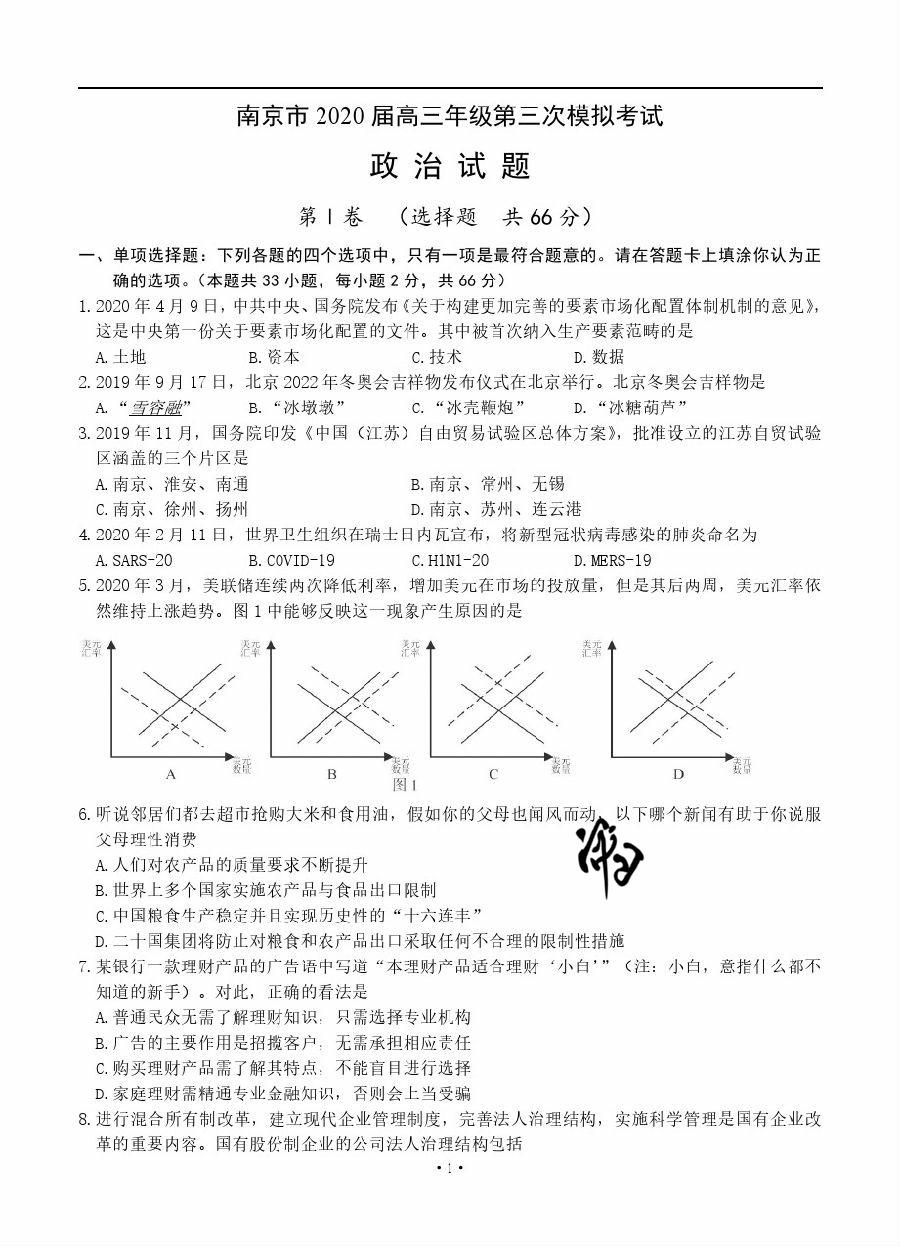 南京市 2020 届高三年级第三次模拟考试
政 治 试 题
第 I 卷 （选择题 共 66 分）
一、单项选择题：下列各题的四个选项中，只有一项是最符合题意的。请在答题卡上填涂你认为正
确的选项。（本题共 33 小题，每小题 2 分，共 66 分）
1. 2020 年 4 月 9 日，中共中央、国务院发布《关于构建更加完善的要素市场化配置体制机制的意见》，
这是中央第一份关于要素市场化配置的文件。其中被首次纳入生产要素范畴的是
A. 土地 B. 资本 C. 技术 D. 数据
2. 2019 年 9 月 17 日，北京 2022 年冬奥会吉祥物发布仪式在北京举行。北京冬奥会吉样物是
A. “雪容融” B. “冰墩墩” C. “冰壳鞭炮” D. “冰糖葫芦”
3. 2019 年 11 月，国务院印发《中国（江苏）自由贸易试验区总体方案》，批准设立的江苏自贸试验
区涵盖的三个片区是
A. 南京、淮安、南通 B. 南京、常州、无锡
C. 南京、徐州、扬州 D. 南京、苏州、连云港
4. 2020 年 2 月 11 日，世界卫生组织在瑞士日内瓦宣布，将新型冠状病毒感染的肺炎命名为
A. SARS-20 B. COVID-19 C. H1N1-20 D. MERS-19
5. 2020 年 3 月，美联储连续两次降低利率，增加美元在市场的投放量，但是其后两周，美元汇率依
然维持上涨趋势。图 1 中能够反映这一现象产生原因的是
美元 美元 美元 美元
汇率 汇率 汇率 汇率
美元 美元 美元 美元
数量 数量 数量 数量
A B C D
图 1
6. 听说邻居们都去超市抢购大米和食用油，假如你的父母也闻风而动，以下哪个新闻有助于你说服
父母理性消费
A. 人们对农产品的质量要求不断提升
B. 世界上多个国家实施农产品与食品出口限制
C. 中国粮食生产稳定并且实现历史性的“十六连丰”
D. 二十国集团将防止对粮食和农产品出口采取任何不合理的限制性措施
7. 某银行一款理财产品的广告语中写道“本理财产品适合理财‘小白’”（注：小白，意指什么都不
知道的新手）。对此，正确的看法是
A. 普通民众无需了解理财知识，只需选择专业机构
B. 广告的主要作用是招揽客户，无需承担相应责任
C. 购买理财产品需了解其特点，不能盲目进行选择
D. 家庭理财需精通专业金融知识，否则会上当受骗
8. 进行混合所有制改革，建立现代企业管理制度，完善法人治理结构，实施科学管理是国有企业改
革的重要内容。国有股份制企业的公司法人治理结构包括
· 1 ·